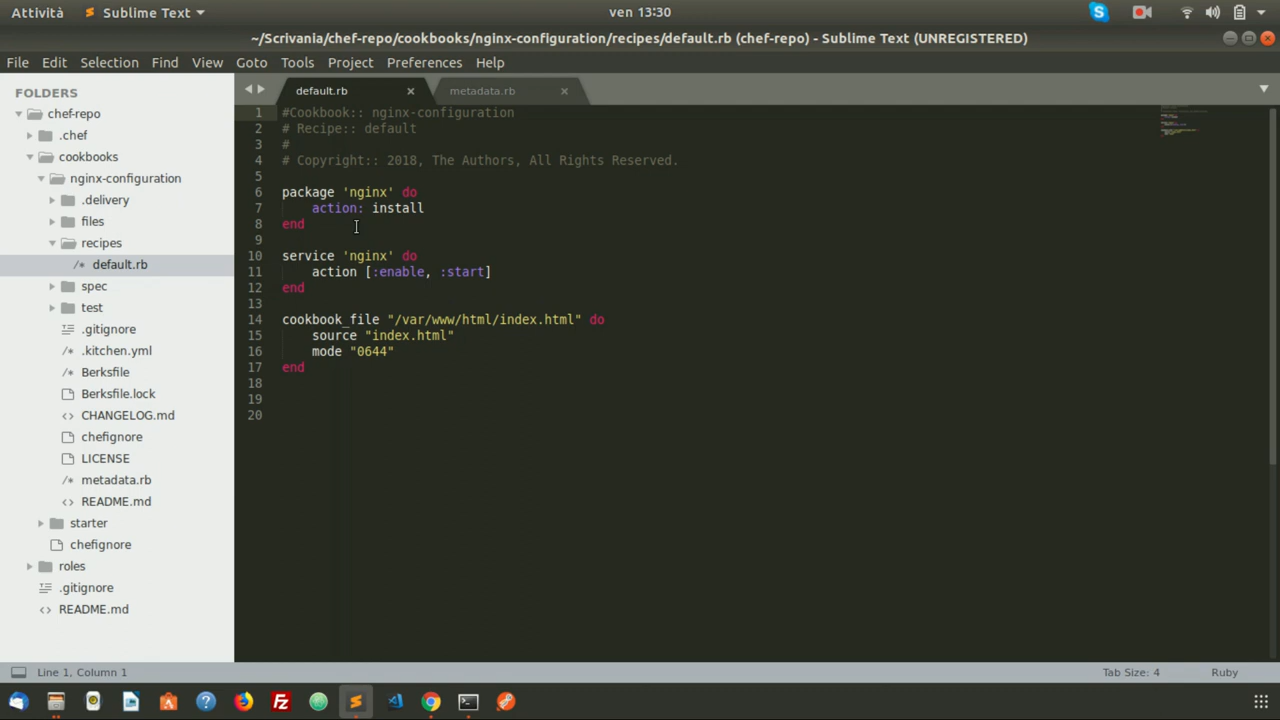 Attività
Sublime Text
ven 13:30
~/Scrivania/chef-repo/cookbooks/nginx-configuration/recipes/default.rb (chef-repo) - Sublime Text (UNREGISTERED)
File Edit Selection Find View Goto Tools Project Preferences Help
FOLDERS
chef-repo
.chef
cookbooks
nginx-configuration
.delivery
files
recipes
/* default.rb
spec
test
.gitignore
/* .kitchen.yml
/* Berksfile
Berksfile.lock
<> CHANGELOG.md
chefignore
LICENSE
/* metadata.rb
<> README.md
starter
chefignore
roles
.gitignore
<> README.md
default.rb
metadata.rb
1 #Cookbook:: nginx-configuration
2 # Recipe:: default
3 #
4 # Copyright:: 2018, The Authors, All Rights Reserved.
5
6 package 'nginx' do
7 action: install
8 end
9
10 service 'nginx' do
11 action [:enable, :start]
12 end
13
14 cookbook_file "/var/www/html/index.html" do
15 source "index.html"
16 mode "0644"
17 end
18
19
20
Line 1, Column 1
Tab Size: 4
Ruby